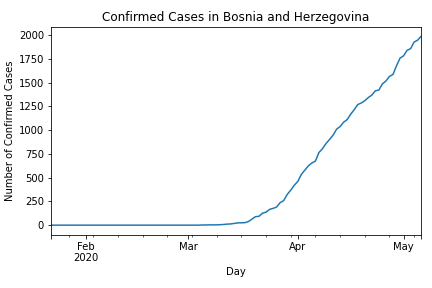 Confirmed Cases in Bosnia and Herzegovina
Number of Confirmed Cases
2000
1750
1500
1250
1000
750
500
250
0
Feb
2020
Mar
Apr
May
Day